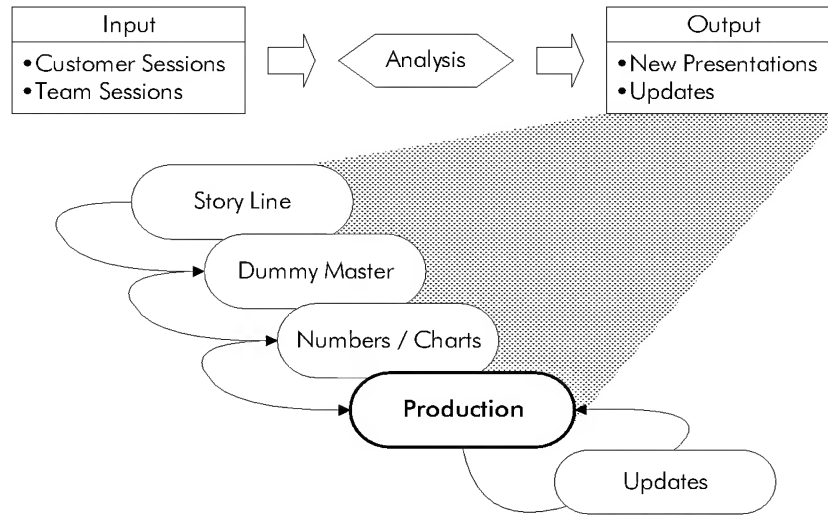 Input
•Customer Sessions
•Team Sessions
Analysis
Output
•New Presentations
•Updates
Story Line
Dummy Master
Numbers / Charts
Production
Updates